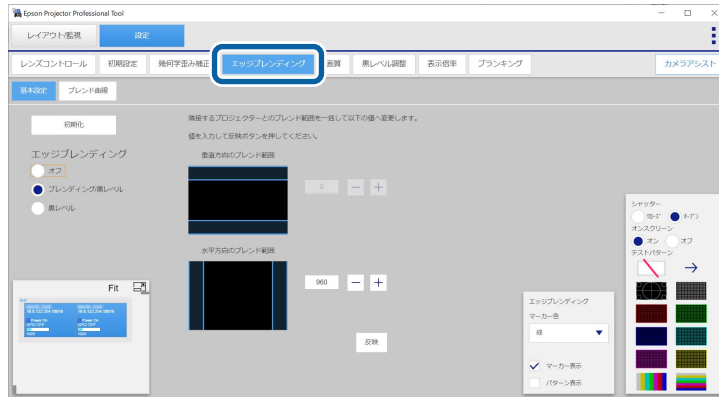 Epson Projector Professional Tool
レイアウト/監視
設定
レンズコントロール
初期設定
幾何学歪み補正
エッジブレンディング
画質
黒レベル調整
表示倍率
ブランキング
カメラアシスト
基本設定
ブレンド曲線
初期化
隣接するプロジェクターとのブレンド範囲を一括して以下の値へ変更します。
値を入力して反映ボタンを押してください。
エッジブレンディング
オフ
ブレンディング/黒レベル
黒レベル
垂直方向のブレンド範囲
0
水平方向のブレンド範囲
960
反映
Fit
エッジブレンディング
マーカー色
緑
マーカー表示
パターン表示
シャッター
クローズ
オープン
オンスクリーン
オン
オフ
テストパターン